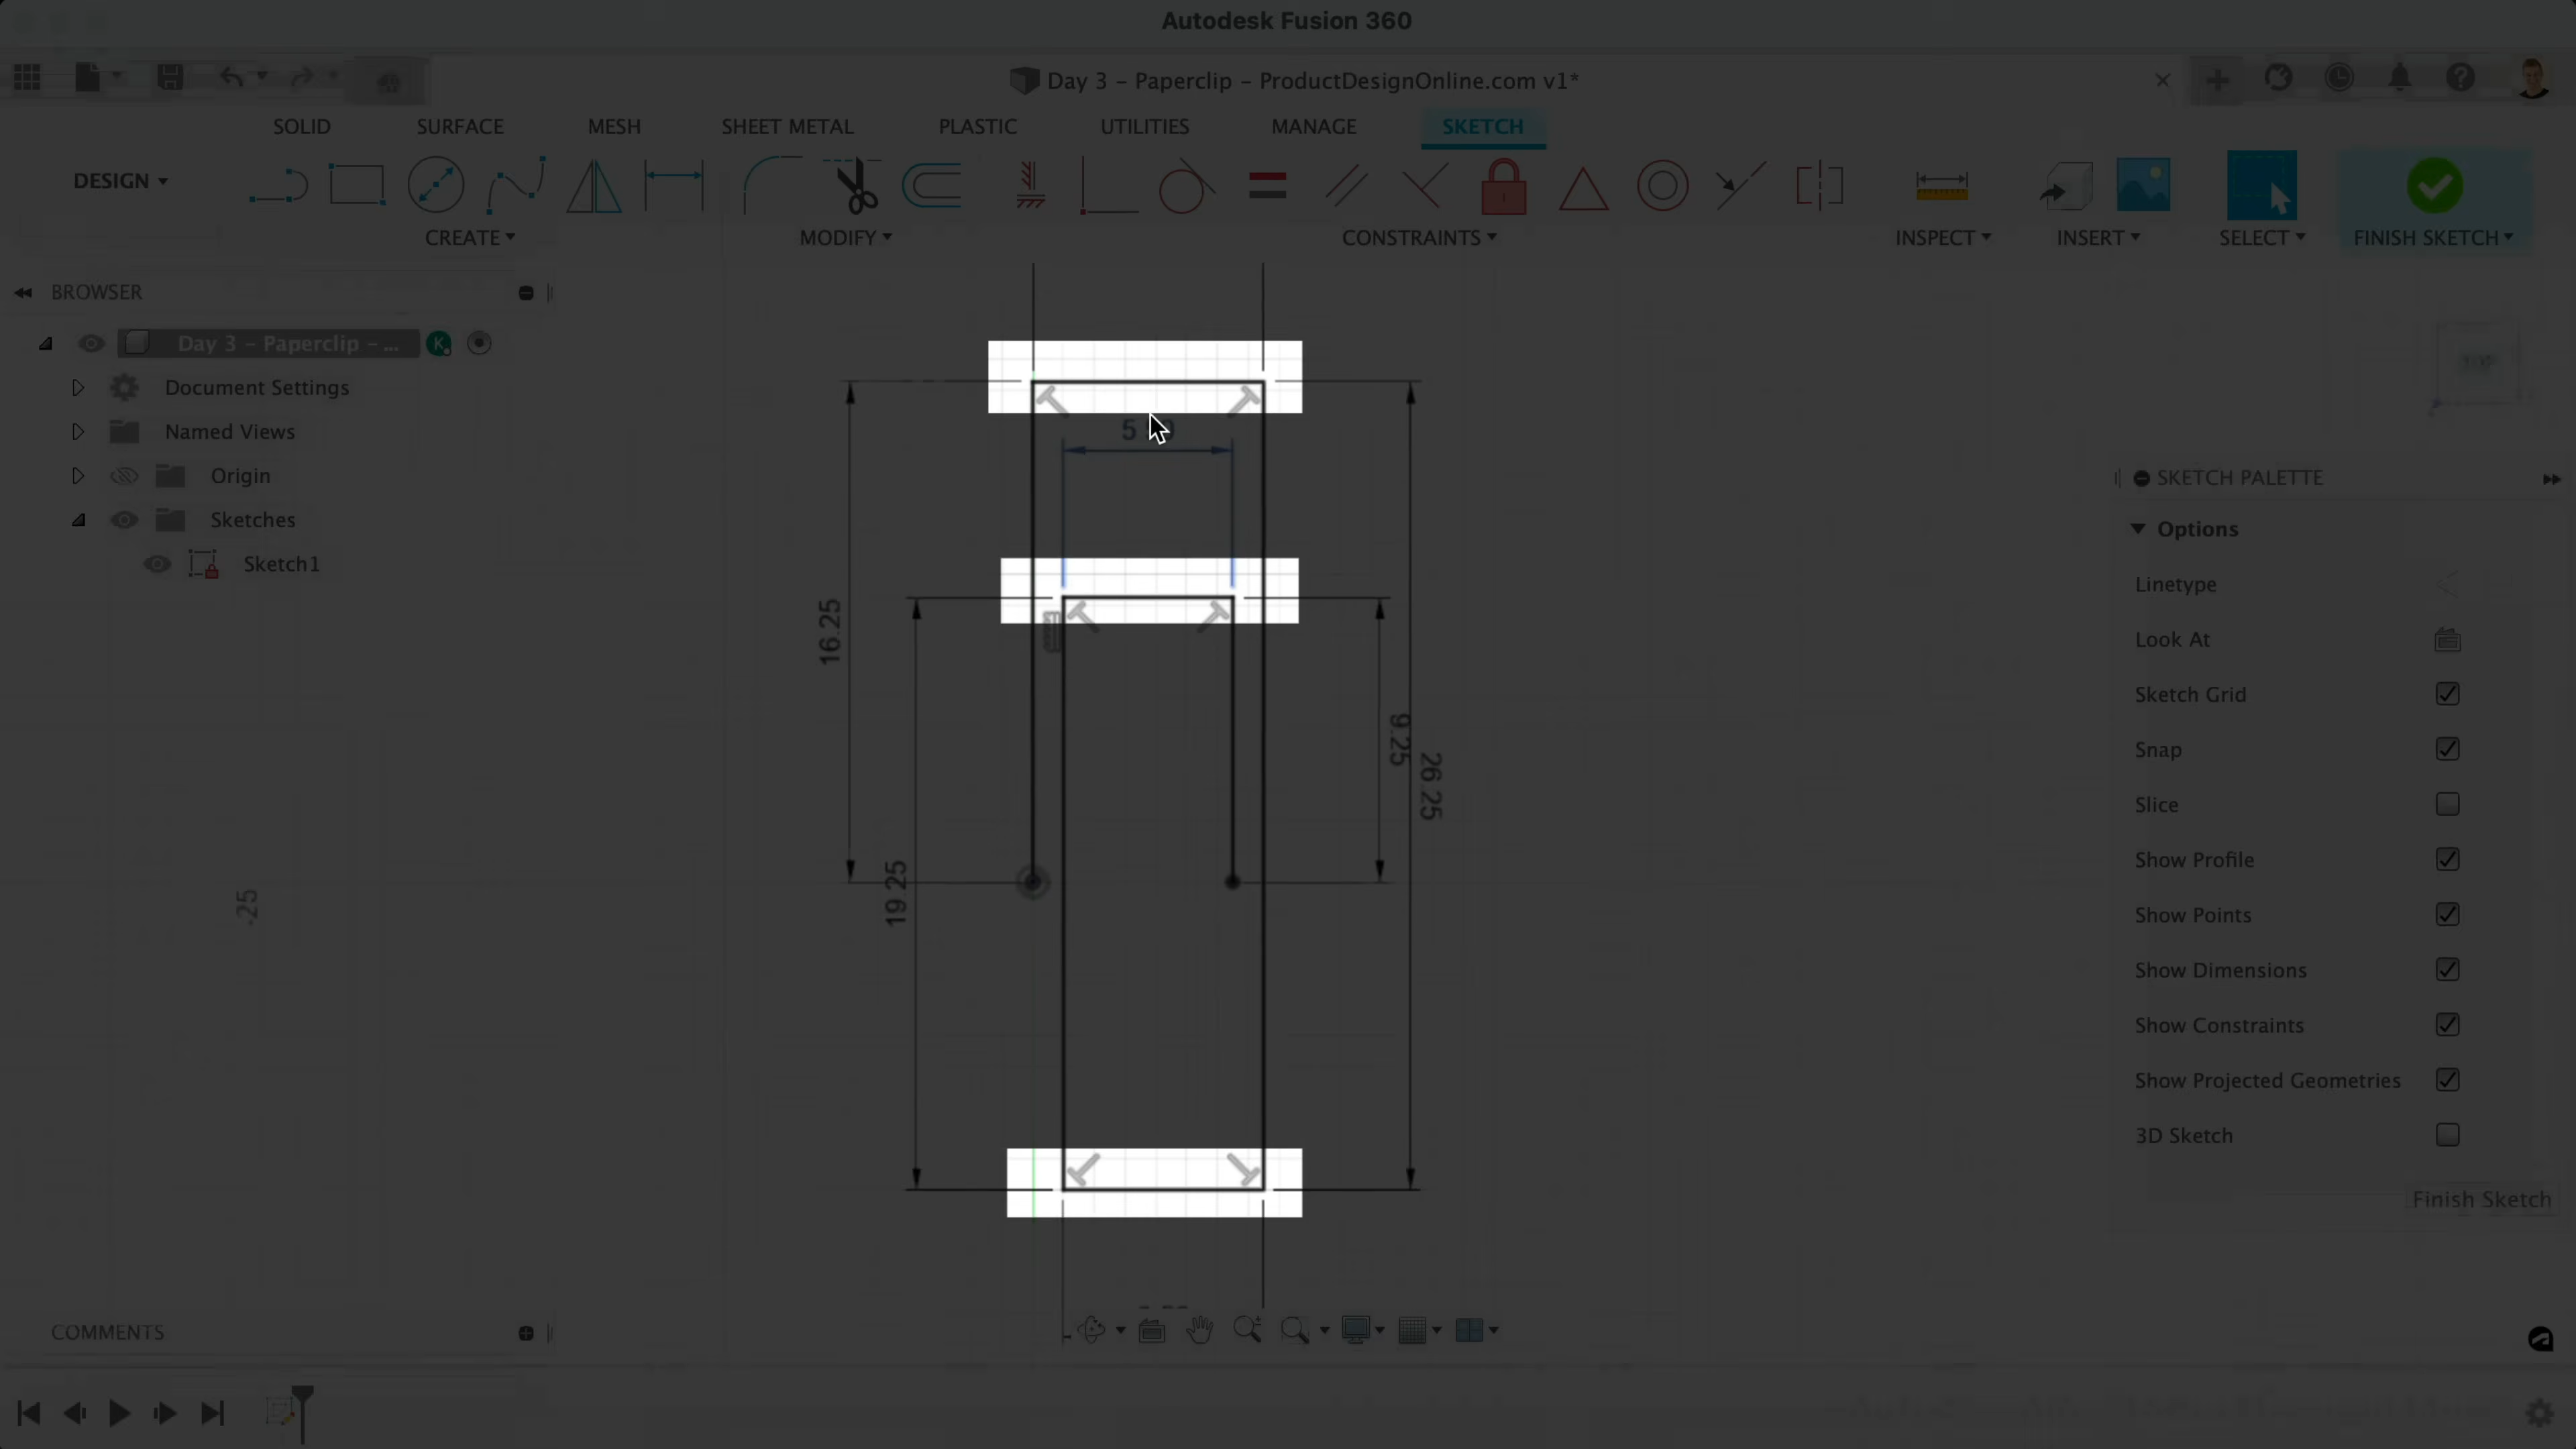 Autodesk Fusion 360
Day 3 – Paperclip – ProductDesignOnline.com v1*
SOLID SURFACE MESH SHEET METAL PLASTIC UTILITIES MANAGE SKETCH
DESIGN
CREATE MODIFY CONSTRAINTS INSPECT INSERT SELECT FINISH SKETCH
BROWSER
Day 3 – Paperclip – ...
K
Document Settings
Named Views
Origin
Sketches
Sketch1
16.25
19.25
9.25
26.25
-25
TOP
SKETCH PALETTE
Options
Linetype
Look At
Sketch Grid
Snap
Slice
Show Profile
Show Points
Show Dimensions
Show Constraints
Show Projected Geometries
3D Sketch
Finish Sketch
COMMENTS